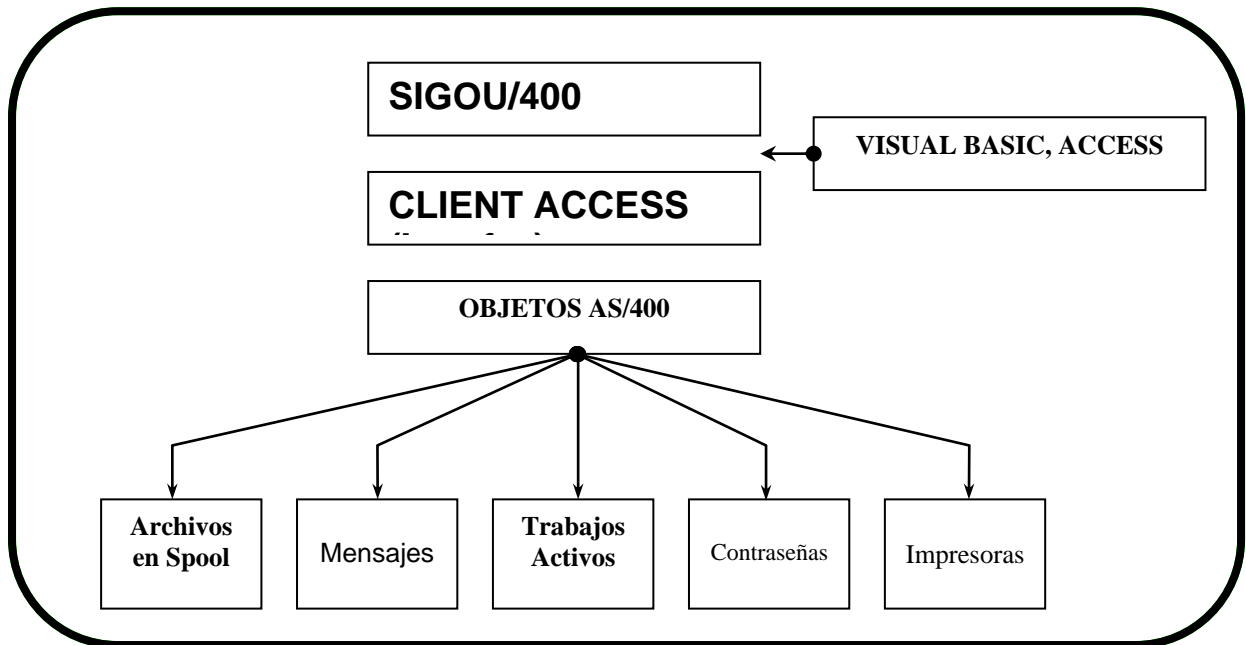 SIGOU/400
VISUAL BASIC, ACCESS
CLIENT ACCESS
OBJETOS AS/400
Archivos
en Spool
Mensajes
Trabajos
Activos
Contraseñas
Impresoras